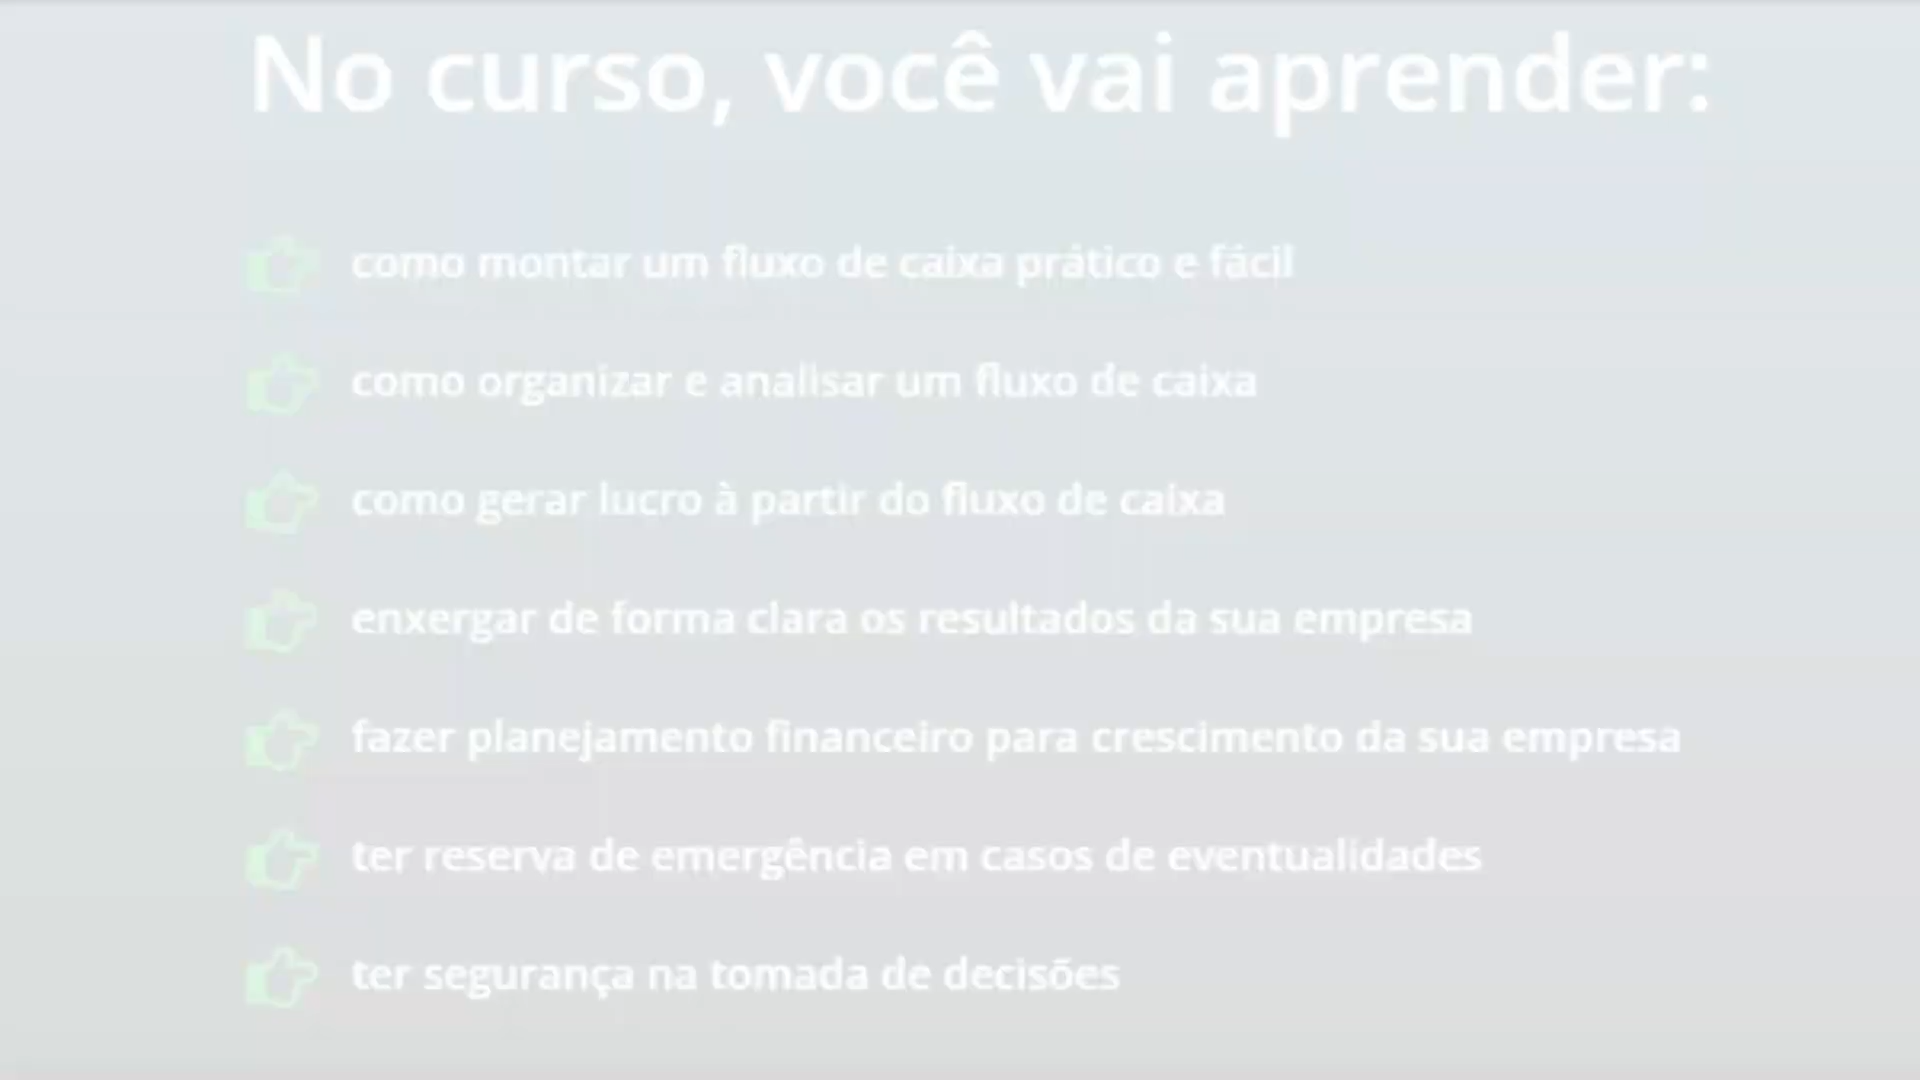 No curso, você vai aprender:
como montar um fluxo de caixa prático e fácil
como organizar e analisar um fluxo de caixa
como gerar lucro à partir do fluxo de caixa
enxergar de forma clara os resultados da sua empresa
fazer planejamento financeiro para crescimento da sua empresa
ter reserva de emergência em casos de eventualidades
ter segurança na tomada de decisões